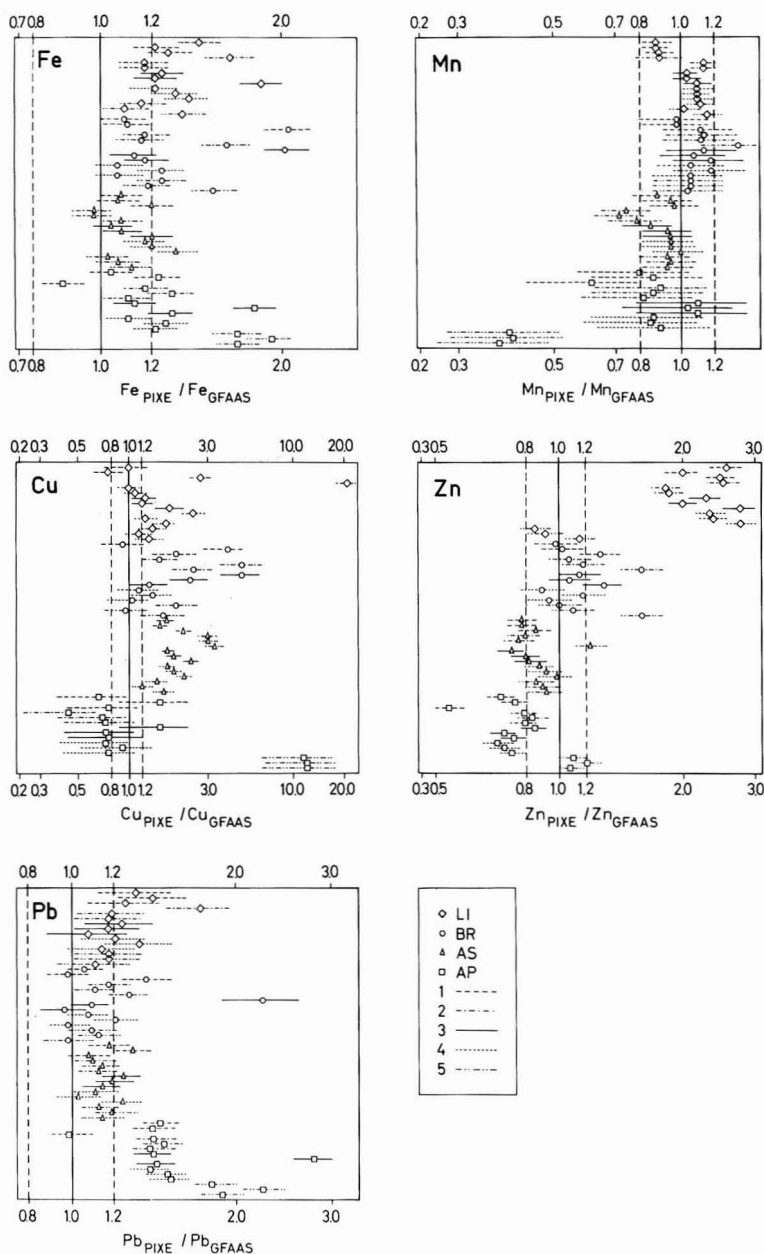 0.7 0.8 1.0 1.2 2.0
Fe
0.7 0.8 1.0 1.2 2.0
Fe PIXE / Fe GFAAS
0.2 0.3 0.5 0.7 0.8 1.0 1.2
Mn
0.2 0.3 0.5 0.7 0.8 1.0 1.2
Mn PIXE / Mn GFAAS
0.2 0.3 0.5 0.8 1.0 1.2 3.0 10.0 20.0
Cu
0.2 0.3 0.5 0.8 1.0 1.2 3.0 10.0 20.0
Cu PIXE / Cu GFAAS
0.3 0.5 0.8 1.0 1.2 2.0 3.0
Zn
0.3 0.5 0.8 1.0 1.2 2.0 3.0
Zn PIXE / Zn GFAAS
0.8 1.0 1.2 2.0 3.0
Pb
0.8 1.0 1.2 2.0 3.0
Pb PIXE / Pb GFAAS
LI
BR
AS
AP
1
2
3
4
5